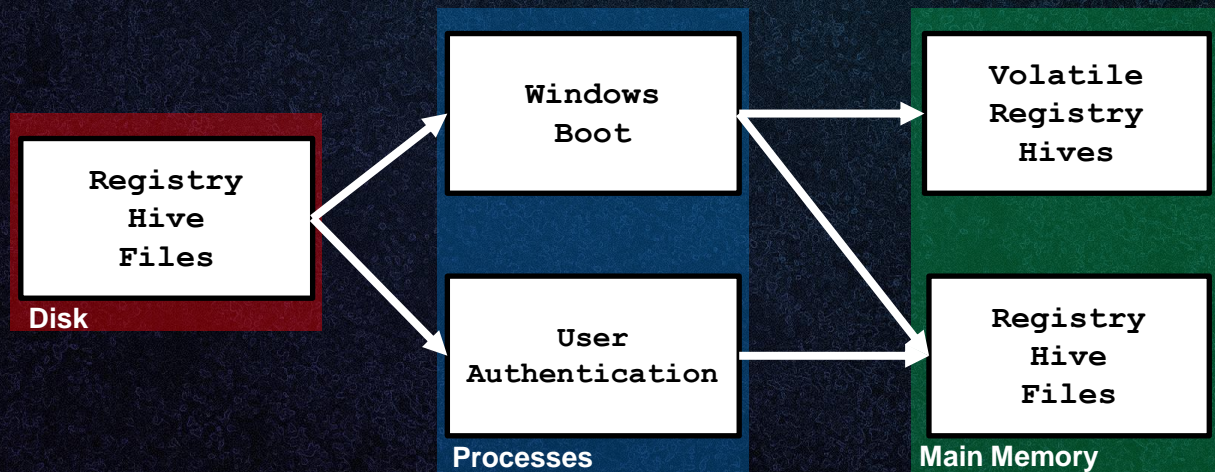 Registry
Hive
Files
Disk
Windows
Boot
User
Authentication
Processes
Volatile
Registry
Hives
Registry
Hive
Files
Main Memory